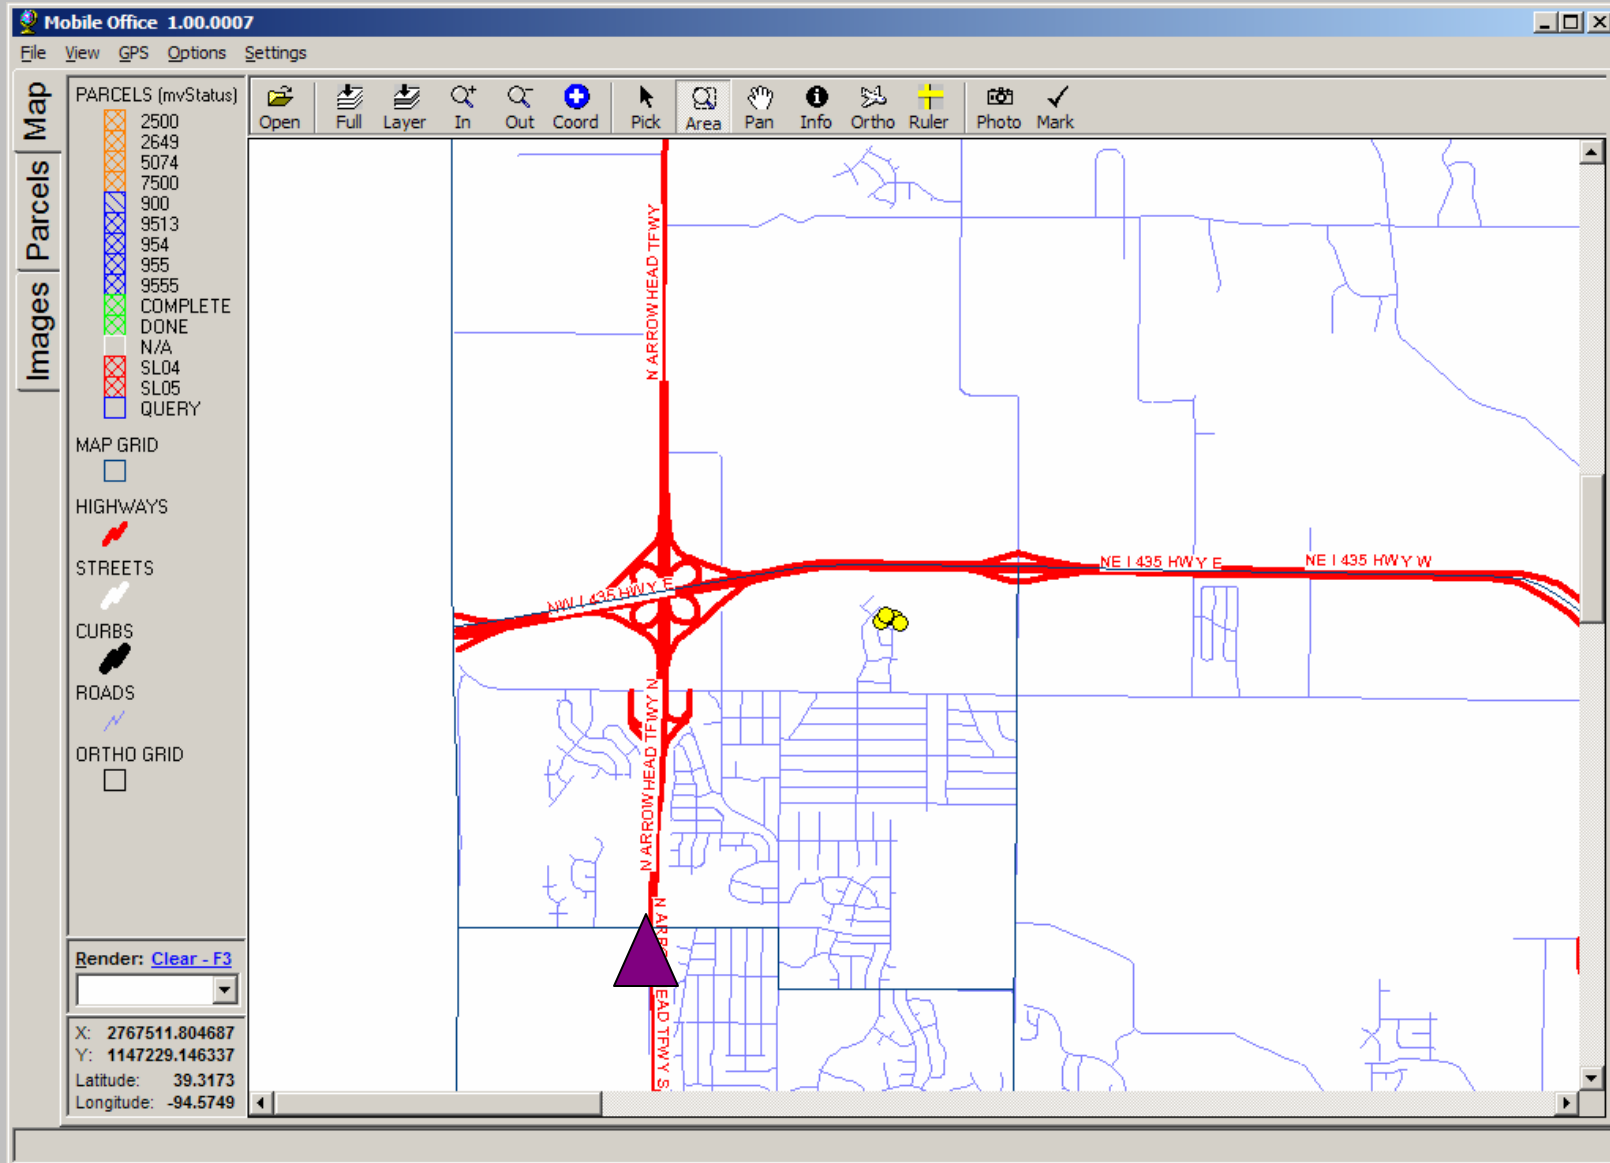 Mobile Office 1.00.0007
File View GPS Options Settings
Map
Parcels
Images
PARCELS (mvStatus)
2500
2649
5074
7500
900
9513
954
955
9555
COMPLETE
DONE
N/A
SL04
SL05
QUERY
MAP GRID
HIGHWAYS
STREETS
CURBS
ROADS
ORTHO GRID
Render: Clear - F3
X: 2767511.804687
Y: 1147229.146337
Latitude: 39.3173
Longitude: -94.5749
Open Full Layer In Out Coord Pick Area Pan Info Ortho Ruler Photo Mark
N ARROWHEAD TFWY
NW I 435 HWY E
NE I 435 HWY E
NE I 435 HWY W
N ARROWHEAD TFWY N
N ARR
EAD TFWY S